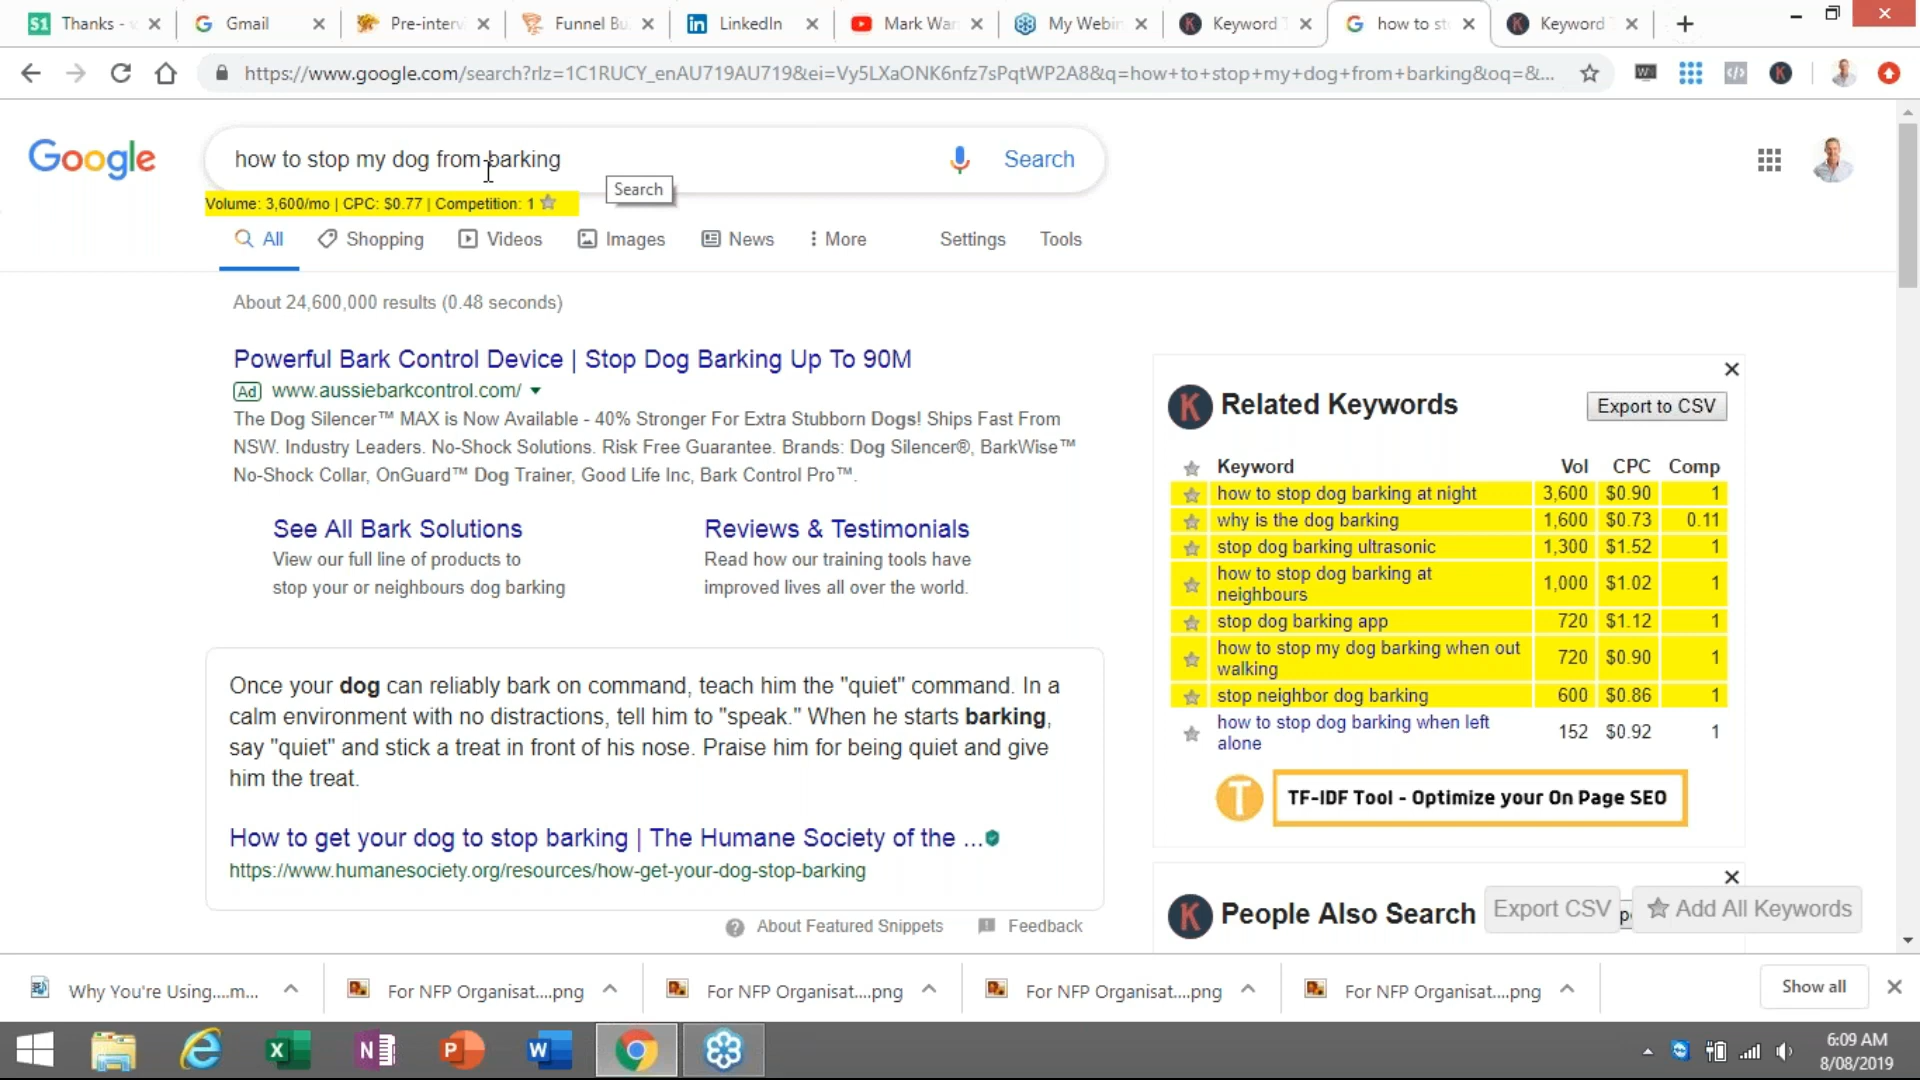 S1 Thanks -
Gmail
Pre-interv
Funnel Bu
LinkedIn
Mark War
My Webin
Keyword T
how to st
Keyword T
https://www.google.com/search?rlz=1C1RUCY_enAU719AU719&ei=Vy5LXaONK6nfz7sPqtWP2A8&q=how+to+stop+my+dog+from+barking&oq=&...
Google
how to stop my dog from barking
Search
Search
Volume: 3,600/mo | CPC: $0.77 | Competition: 1
All
Shopping
Videos
Images
News
More
Settings
Tools
About 24,600,000 results (0.48 seconds)
Powerful Bark Control Device | Stop Dog Barking Up To 90M
Ad www.aussiebarkcontrol.com/
The Dog Silencer™ MAX is Now Available - 40% Stronger For Extra Stubborn Dogs! Ships Fast From
NSW. Industry Leaders. No-Shock Solutions. Risk Free Guarantee. Brands: Dog Silencer®, BarkWise™
No-Shock Collar, OnGuard™ Dog Trainer, Good Life Inc, Bark Control Pro™.
See All Bark Solutions
View our full line of products to
stop your or neighbours dog barking
Reviews & Testimonials
Read how our training tools have
improved lives all over the world.
Once your dog can reliably bark on command, teach him the "quiet" command. In a
calm environment with no distractions, tell him to "speak." When he starts barking,
say "quiet" and stick a treat in front of his nose. Praise him for being quiet and give
him the treat.
How to get your dog to stop barking | The Humane Society of the ...
https://www.humanesociety.org/resources/how-get-your-dog-stop-barking
About Featured Snippets
Feedback
K Related Keywords
Export to CSV
Keyword Vol CPC Comp
how to stop dog barking at night 3,600 $0.90 1
why is the dog barking 1,600 $0.73 0.11
stop dog barking ultrasonic 1,300 $1.52 1
how to stop dog barking at
neighbours 1,000 $1.02 1
stop dog barking app 720 $1.12 1
how to stop my dog barking when out
walking 720 $0.90 1
stop neighbor dog barking 600 $0.86 1
how to stop dog barking when left
alone 152 $0.92 1
T TF-IDF Tool - Optimize your On Page SEO
K People Also Search
Export CSV
Add All Keywords
Why You're Using....m...
For NFP Organisat....png
For NFP Organisat....png
For NFP Organisat....png
For NFP Organisat....png
Show all
6:09 AM
8/08/2019